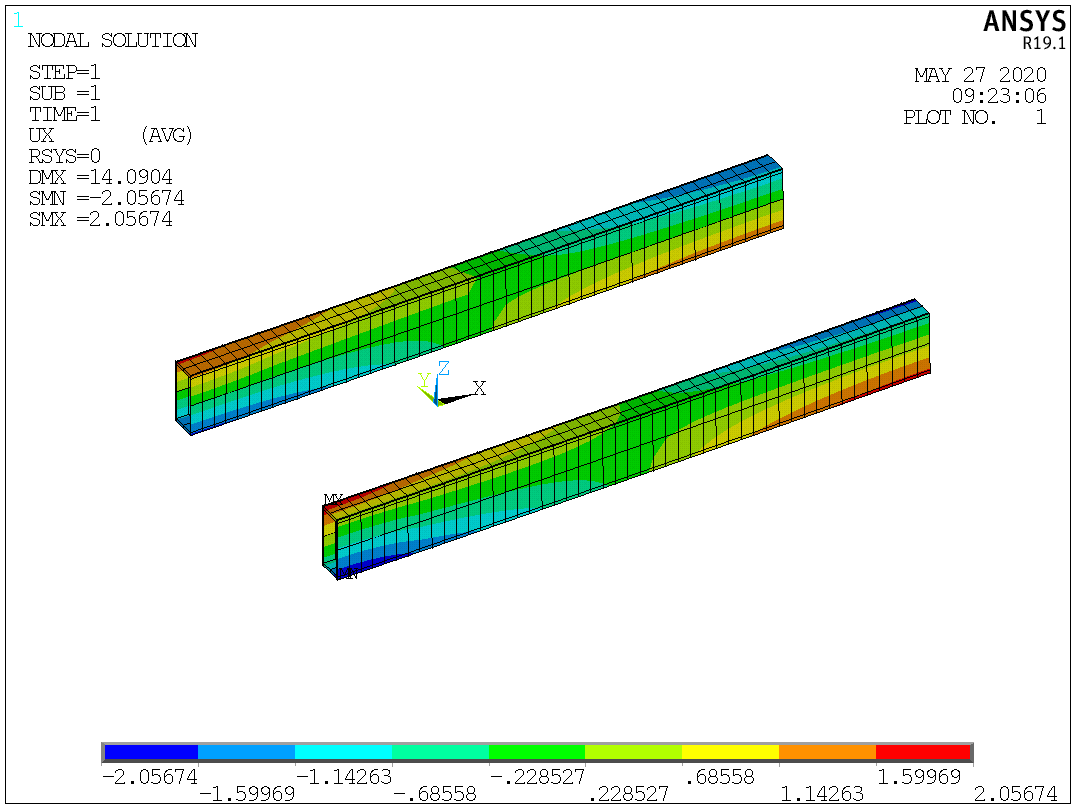 1
NODAL SOLUTION
STEP=1
SUB =1
TIME=1
UX (AVG)
RSYS=0
DMX =14.0904
SMN =-2.05674
SMX =2.05674
ANSYS
R19.1
MAY 27 2020
09:23:06
PLOT NO. 1
Z
Y
X
MX
MN
-2.05674
-1.59969
-1.14263
-.68558
-.228527
.228527
.68558
1.14263
1.59969
2.05674